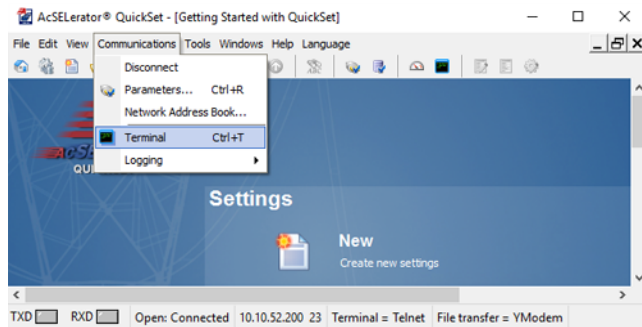 AcSELerator® QuickSet - [Getting Started with QuickSet]
File Edit View Communications Tools Windows Help Language
Disconnect
Parameters... Ctrl+R
Network Address Book...
Terminal Ctrl+T
Logging
Settings
New
Create new settings
TXD RXD Open: Connected 10.10.52.200 23 Terminal = Telnet File transfer = YModem